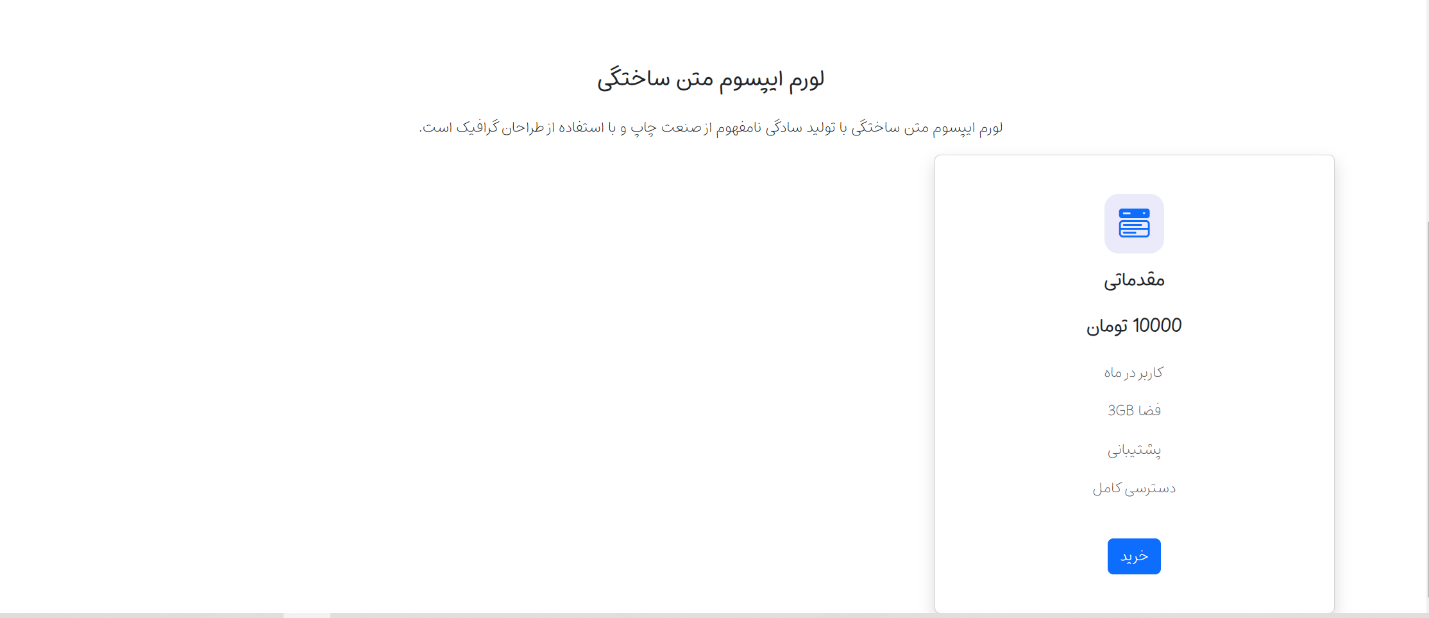 لورم ایپسوم متن ساختگی
لورم ایپسوم متن ساختگی با تولید سادگی نامفهوم از صنعت چاپ و با استفاده از طراحان گرافیک است.
مقدماتی
10000 تومان
کاربر در ماه
فضا 3GB
پشتیبانی
دسترسی کامل
خرید